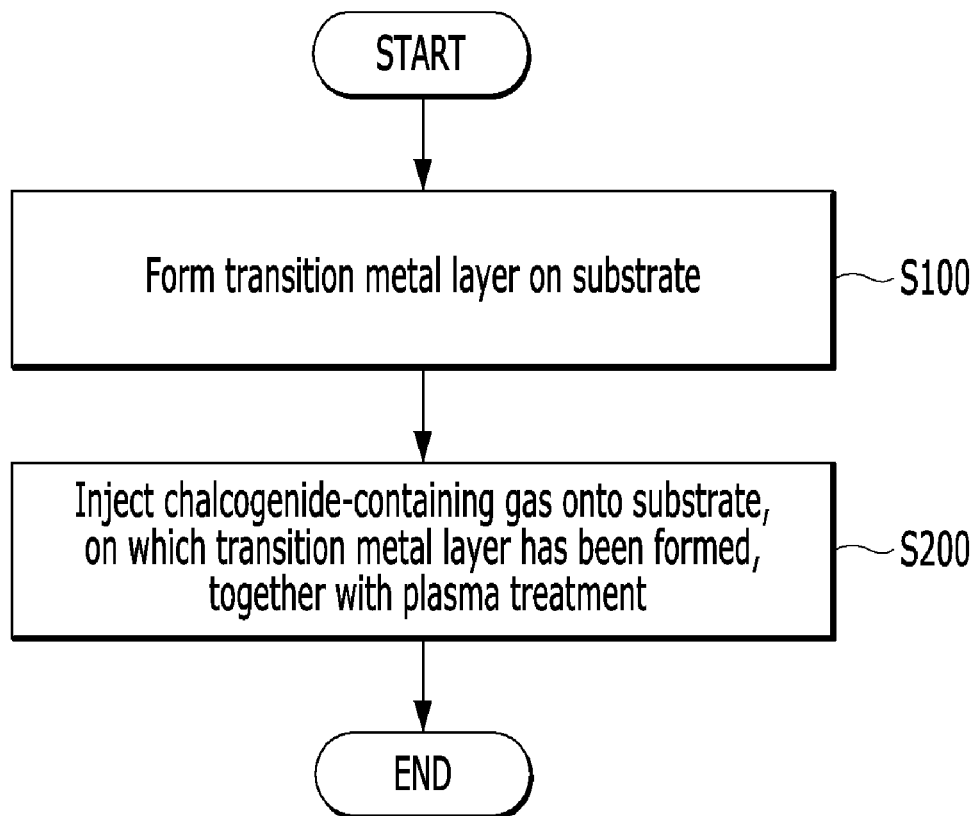 START
Form transition metal layer on substrate
S100
Inject chalcogenide-containing gas onto substrate,
on which transition metal layer has been formed,
together with plasma treatment
S200
END